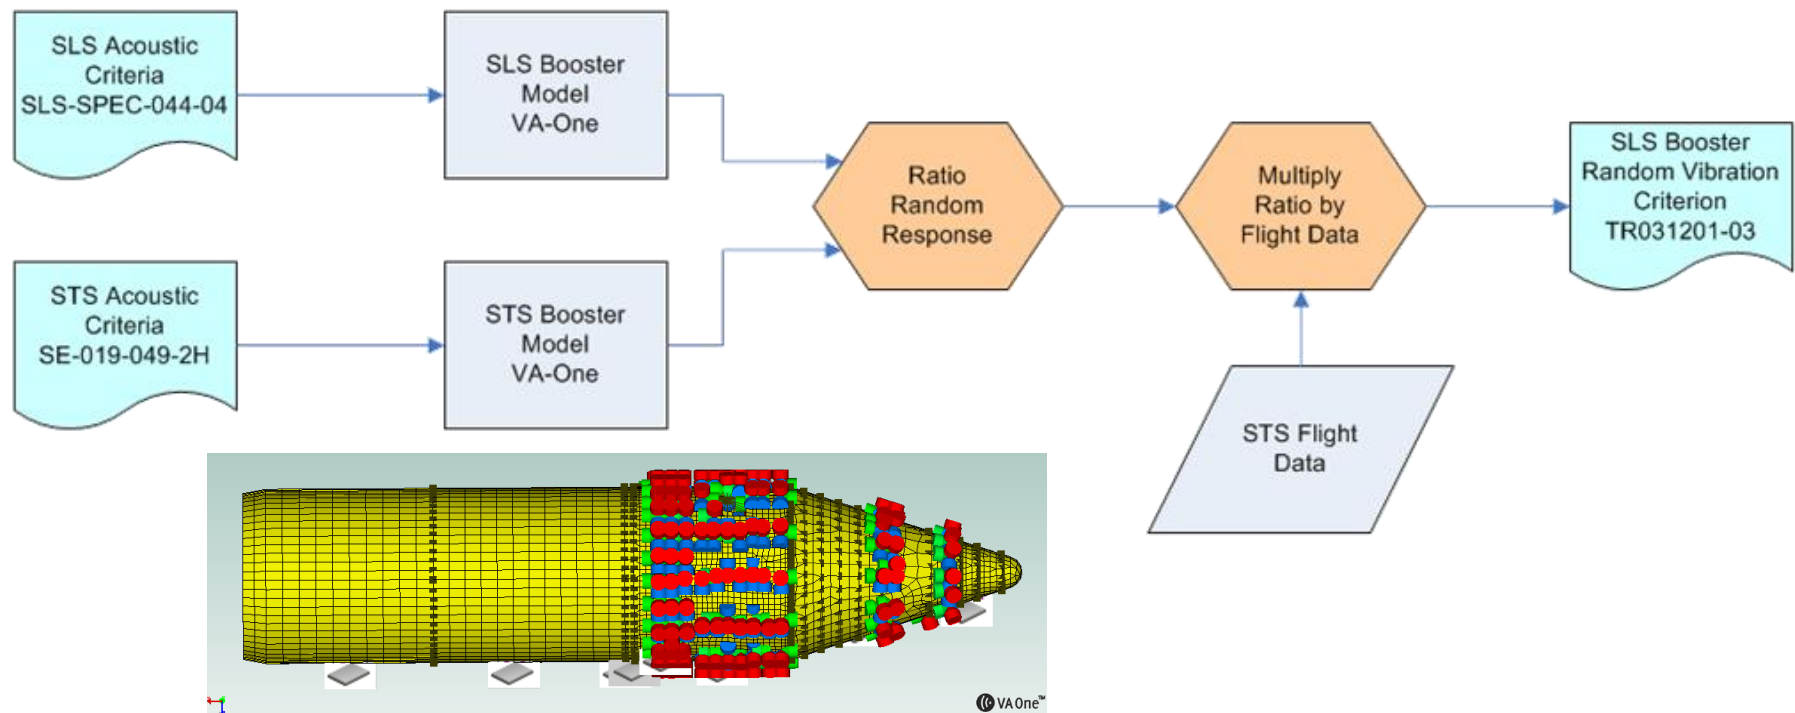 SLS Acoustic
Criteria
SLS-SPEC-044-04
SLS Booster
Model
VA-One
STS Acoustic
Criteria
SE-019-049-2H
STS Booster
Model
VA-One
Ratio
Random
Response
Multiply
Ratio by
Flight Data
SLS Booster
Random Vibration
Criterion
TR031201-03
STS Flight
Data
VA One™